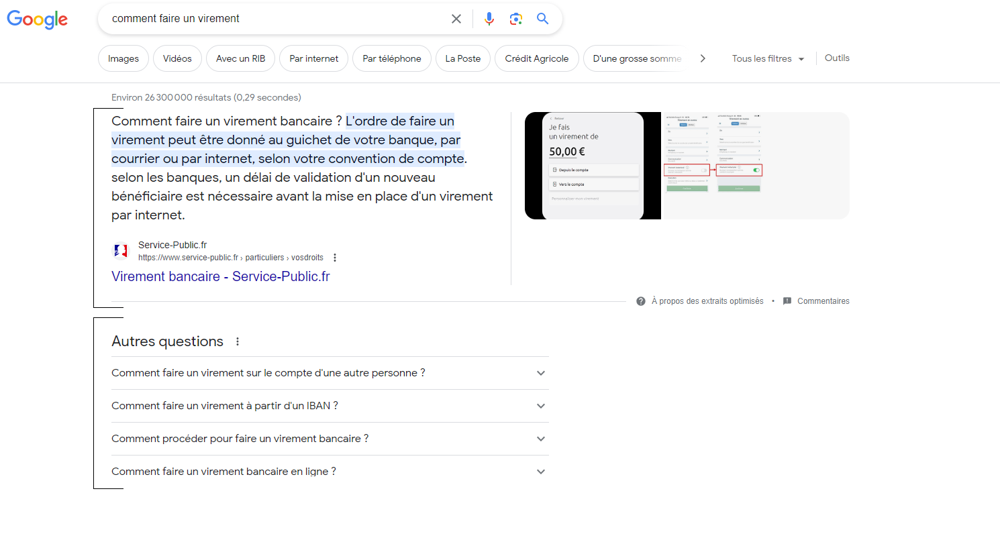 Google
comment faire un virement
Images
Vidéos
Avec un RIB
Par internet
Par téléphone
La Poste
Crédit Agricole
D'une grosse somme
Tous les filtres
Outils
Environ 26 300 000 résultats (0,29 secondes)
Comment faire un virement bancaire ? L'ordre de faire un
virement peut être donné au guichet de votre banque, par
courrier ou par internet, selon votre convention de compte.
selon les banques, un délai de validation d'un nouveau
bénéficiaire est nécessaire avant la mise en place d'un virement
par internet.
Service-Public.fr
https://www.service-public.fr › particuliers › vosdroits
Virement bancaire - Service-Public.fr
Retour
Je fais
un virement de
50,00 €
Depuis le compte
Vers le compte
Personnaliser mon virement
À propos des extraits optimisés
•
Commentaires
Autres questions
Comment faire un virement sur le compte d'une autre personne ?
Comment faire un virement à partir d'un IBAN ?
Comment procéder pour faire un virement bancaire ?
Comment faire un virement bancaire en ligne ?